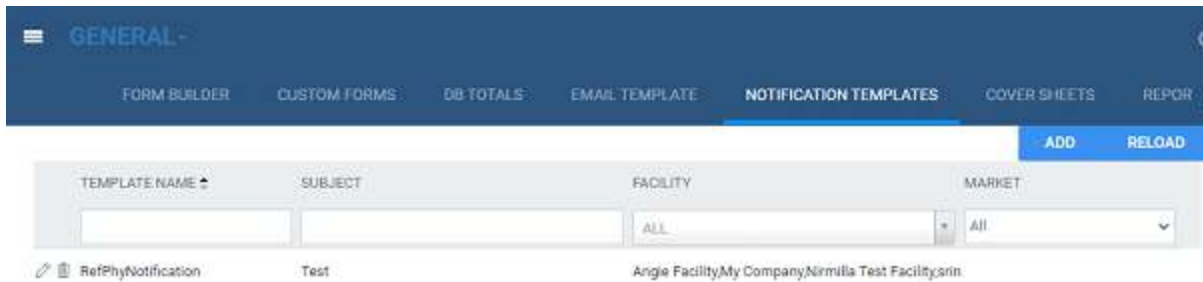 GENERAL-
FORM BUILDER CUSTOM FORMS DB TOTALS EMAIL TEMPLATE NOTIFICATION TEMPLATES COVER SHEETS REPOR
ADD RELOAD
TEMPLATE NAME SUBJECT FACILITY MARKET
ALL All
RefPhyNotification Test Angie Facility,My Company,Nirmilla Test Facility,srin